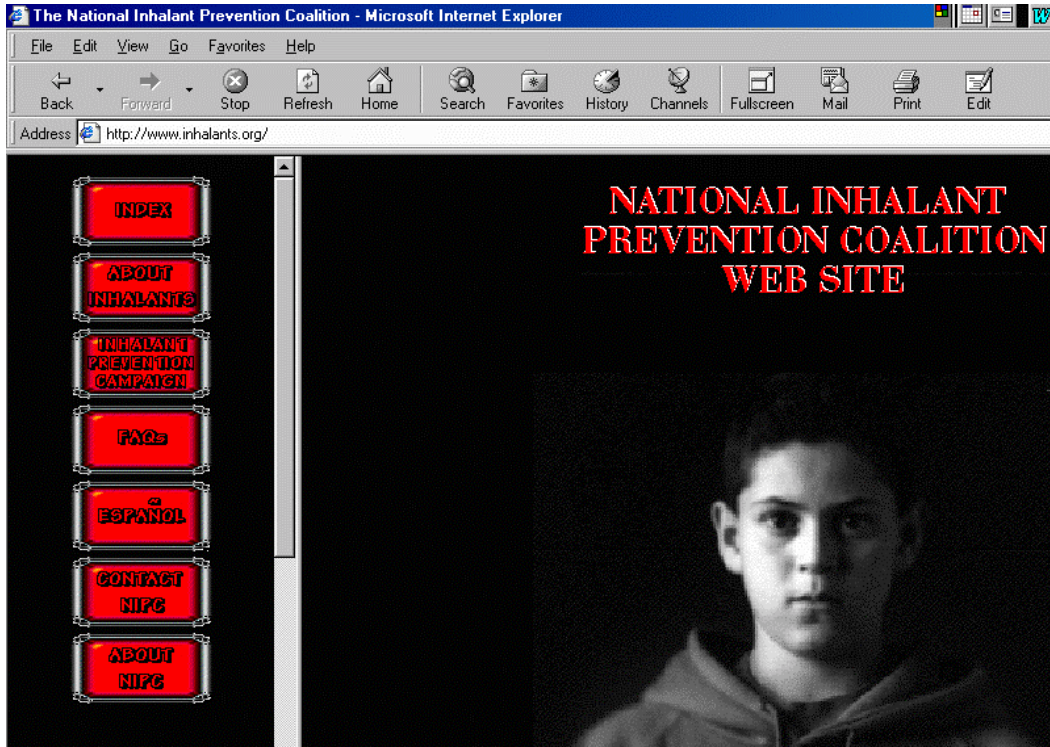 The National Inhalant Prevention Coalition - Microsoft Internet Explorer
File Edit View Go Favorites Help
Back Forward Stop Refresh Home Search Favorites History Channels Fullscreen Mail Print Edit
Address http://www.inhalants.org/
INDEX
ABOUT
INHALANTS
INHALANT
PREVENTION
CAMPAIGN
FAQs
ESPAÑOL
CONTACT
NIPC
ABOUT
NIPC
NATIONAL INHALANT
PREVENTION COALITION
WEB SITE